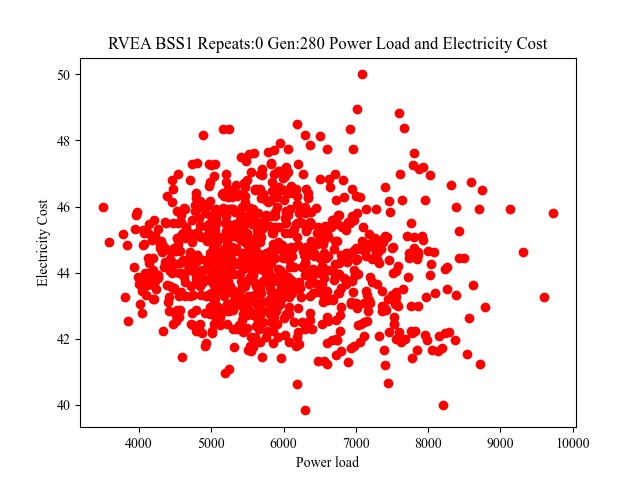 RVEA BSS1 Repeats:0 Gen:280 Power Load and Electricity Cost
50
48
46
44
42
40
Electricity Cost
4000 5000 6000 7000 8000 9000 10000
Power load